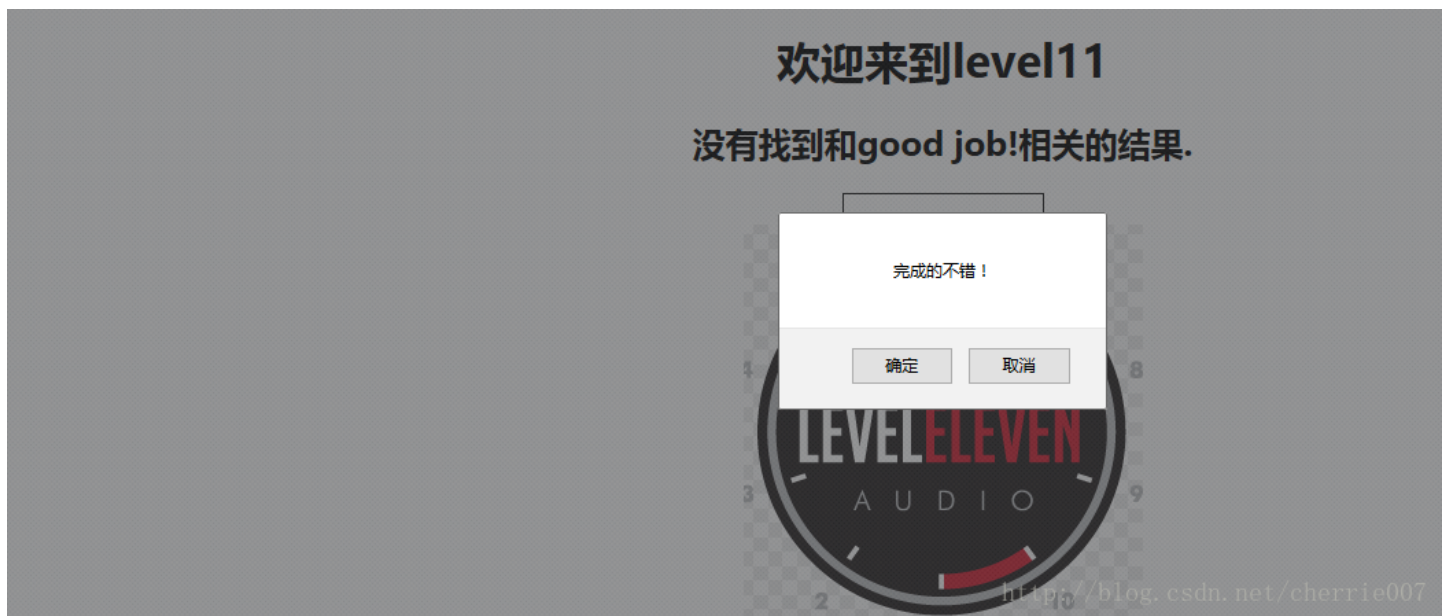 欢迎来到level11
没有找到和good job!相关的结果.
完成的不错！
确定 取消
4 8
LEVELELEVEN
3 9
AUDIO
2 10
http://blog.csdn.net/cherrie007